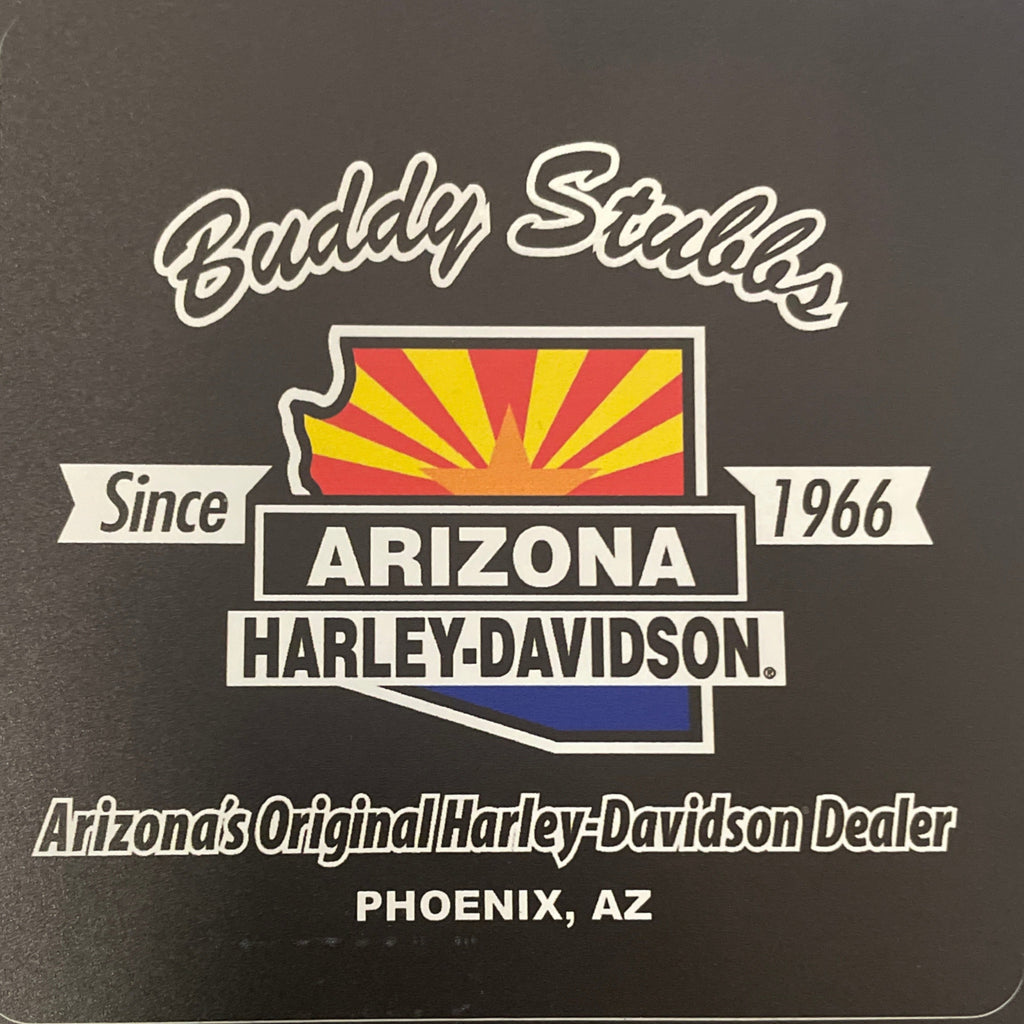 Buddy Stubbs
Since 1966
ARIZONA
HARLEY-DAVIDSON®
Arizona's Original Harley-Davidson Dealer
PHOENIX, AZ